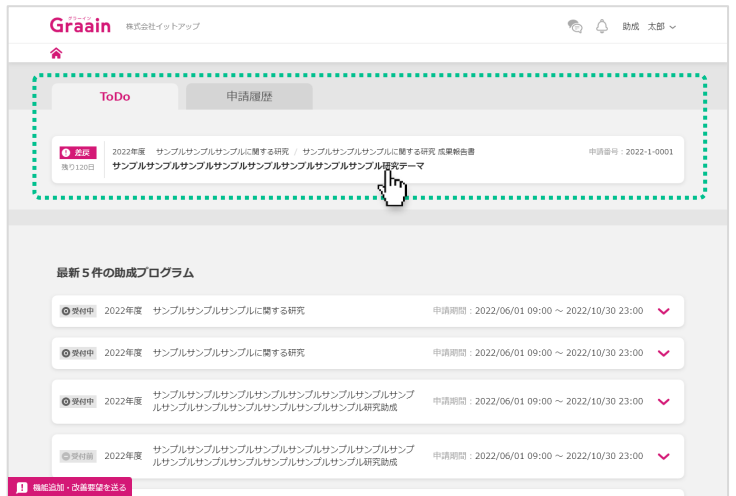 グラーイン
Graain
株式会社イットアップ
助成 太郎
ToDo
申請履歴
差戻
残り120日
2022年度 サンプルサンプルサンプルに関する研究 / サンプルサンプルサンプルに関する研究 成果報告書
サンプルサンプルサンプルサンプルサンプルサンプルサンプルサンプル研究テーマ
申請番号:2022-1-0001
最新5件の助成プログラム
受付中 2022年度 サンプルサンプルサンプルに関する研究 申請期間:2022/06/01 09:00 ~ 2022/10/30 23:00
受付中 2022年度 サンプルサンプルサンプルに関する研究 申請期間:2022/06/01 09:00 ~ 2022/10/30 23:00
受付中 2022年度 サンプルサンプルサンプルサンプルサンプルサンプルサンプルサンプ
ルサンプルサンプルサンプルサンプルサンプルサンプル研究助成
申請期間:2022/06/01 09:00 ~ 2022/10/30 23:00
受付前 2022年度 サンプルサンプルサンプルサンプルサンプルサンプルサンプルサンプ
ルサンプルサンプルサンプルサンプルサンプルサンプル研究助成
申請期間:2022/06/01 09:00 ~ 2022/10/30 23:00
機能追加・改善要望を送る